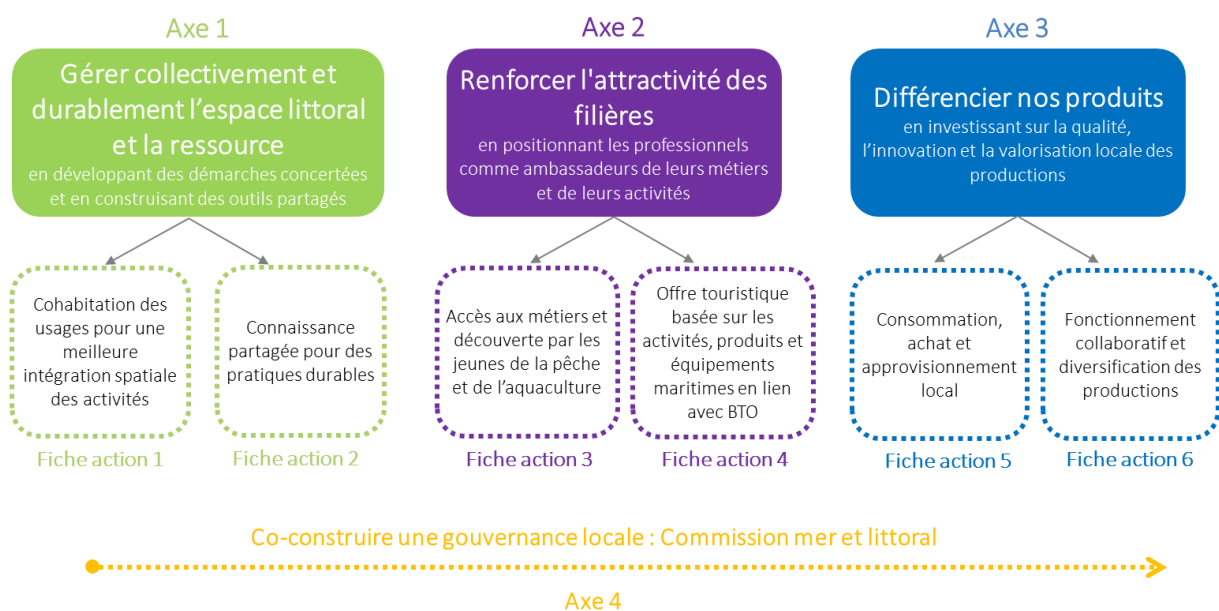 Axe 1
Gérer collectivement et
durablement l’espace littoral
et la ressource
en développant des démarches concertées
et en construisant des outils partagés
Axe 2
Renforcer l'attractivité des
filières
en positionnant les professionnels
comme ambassadeurs de leurs métiers
et de leurs activités
Axe 3
Différencier nos produits
en investissant sur la qualité,
l’innovation et la valorisation locale des
productions
Cohabitation des
usages pour une
meilleure
intégration spatiale
des activités
Fiche action 1
Connaissance
partagée pour des
pratiques durables
Fiche action 2
Accès aux métiers et
découverte par les
jeunes de la pêche
et de l’aquaculture
Fiche action 3
Offre touristique
basée sur les
activités, produits et
équipements
maritimes en lien
avec BTO
Fiche action 4
Consommation,
achat et
approvisionnement
local
Fiche action 5
Fonctionnement
collaboratif et
diversification des
productions
Fiche action 6
Co-construire une gouvernance locale : Commission mer et littoral
Axe 4